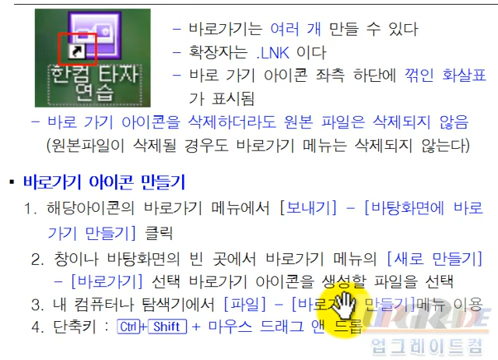 한컴 타자
연습
- 바로가기는 여러 개 만들 수 있다
- 확장자는 .LNK 이다
- 바로 가기 아이콘 좌측 하단에 꺾인 화살표
가 표시됨
- 바로 가기 아이콘을 삭제하더라도 원본 파일은 삭제되지 않음
(원본파일이 삭제될 경우도 바로가기 메뉴는 삭제되지 않는다)
▪ 바로가기 아이콘 만들기
1. 해당아이콘의 바로가기 메뉴에서 [보내기] - [바탕화면에 바로
가기 만들기] 클릭
2. 창이나 바탕화면의 빈 곳에서 바로가기 메뉴의 [새로 만들기]
- [바로가기] 선택 바로가기 아이콘을 생성할 파일을 선택
3. 내 컴퓨터나 탐색기에서 [파일] - [바로가기 만들기]메뉴 이용
4. 단축키 : Ctrl+Shift + 마우스 드래그 앤 드롭
업그레이드컴